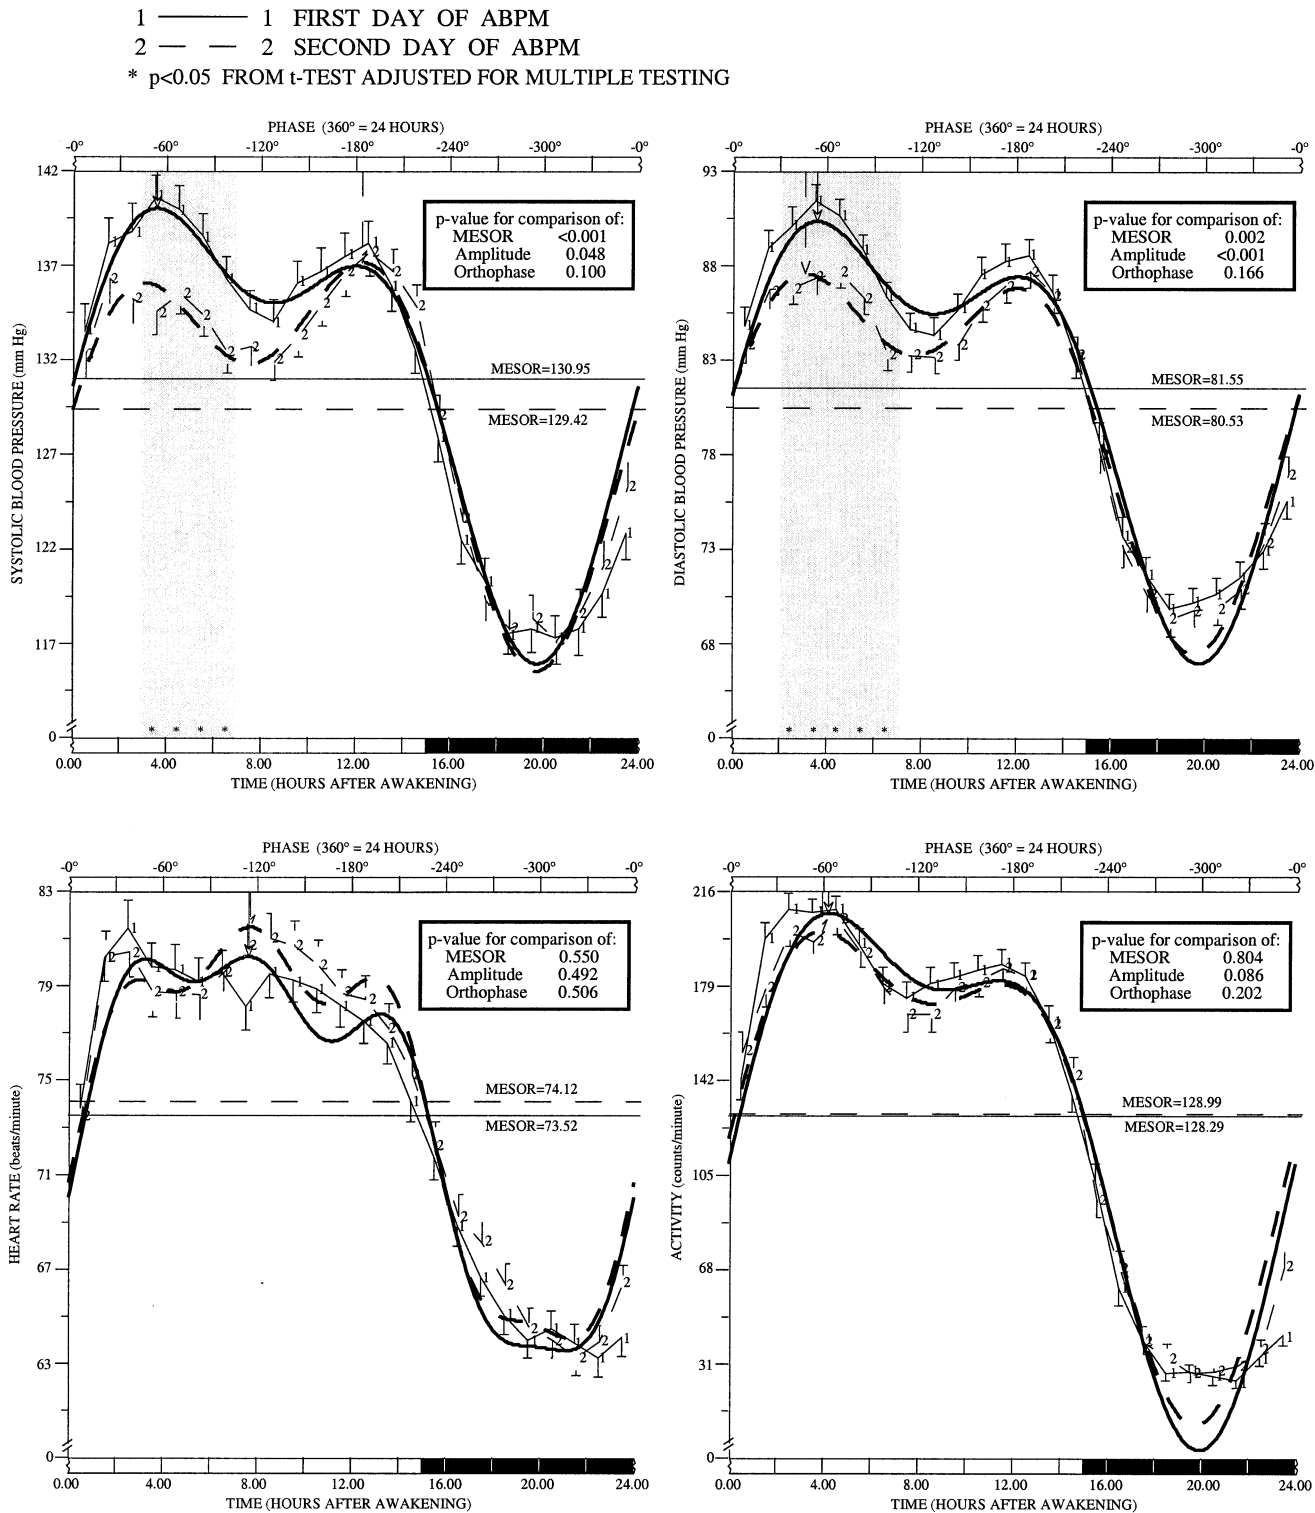 1 1 FIRST DAY OF ABPM
2 2 SECOND DAY OF ABPM
* p<0.05 FROM t-TEST ADJUSTED FOR MULTIPLE TESTING
PHASE (360° = 24 HOURS)
-0° -60° -120° -180° -240° -300° -0°
SYSTOLIC BLOOD PRESSURE (mm Hg)
142
137
132
127
122
117
0
p-value for comparison of:
MESOR <0.001
Amplitude 0.048
Orthophase 0.100
MESOR=130.95
MESOR=129.42
* * * *
0.00 4.00 8.00 12.00 16.00 20.00 24.00
TIME (HOURS AFTER AWAKENING)
PHASE (360° = 24 HOURS)
-0° -60° -120° -180° -240° -300° -0°
DIASTOLIC BLOOD PRESSURE (mm Hg)
93
88
83
78
73
68
0
p-value for comparison of:
MESOR 0.002
Amplitude <0.001
Orthophase 0.166
MESOR=81.55
MESOR=80.53
* * * * *
0.00 4.00 8.00 12.00 16.00 20.00 24.00
TIME (HOURS AFTER AWAKENING)
PHASE (360° = 24 HOURS)
-0° -60° -120° -180° -240° -300° -0°
HEART RATE (beats/minute)
83
79
75
71
67
63
0
p-value for comparison of:
MESOR 0.550
Amplitude 0.492
Orthophase 0.506
MESOR=74.12
MESOR=73.52
0.00 4.00 8.00 12.00 16.00 20.00 24.00
TIME (HOURS AFTER AWAKENING)
PHASE (360° = 24 HOURS)
-0° -60° -120° -180° -240° -300° -0°
ACTIVITY (counts/minute)
216
179
142
105
68
31
0
p-value for comparison of:
MESOR 0.804
Amplitude 0.086
Orthophase 0.202
MESOR=128.99
MESOR=128.29
0.00 4.00 8.00 12.00 16.00 20.00 24.00
TIME (HOURS AFTER AWAKENING)